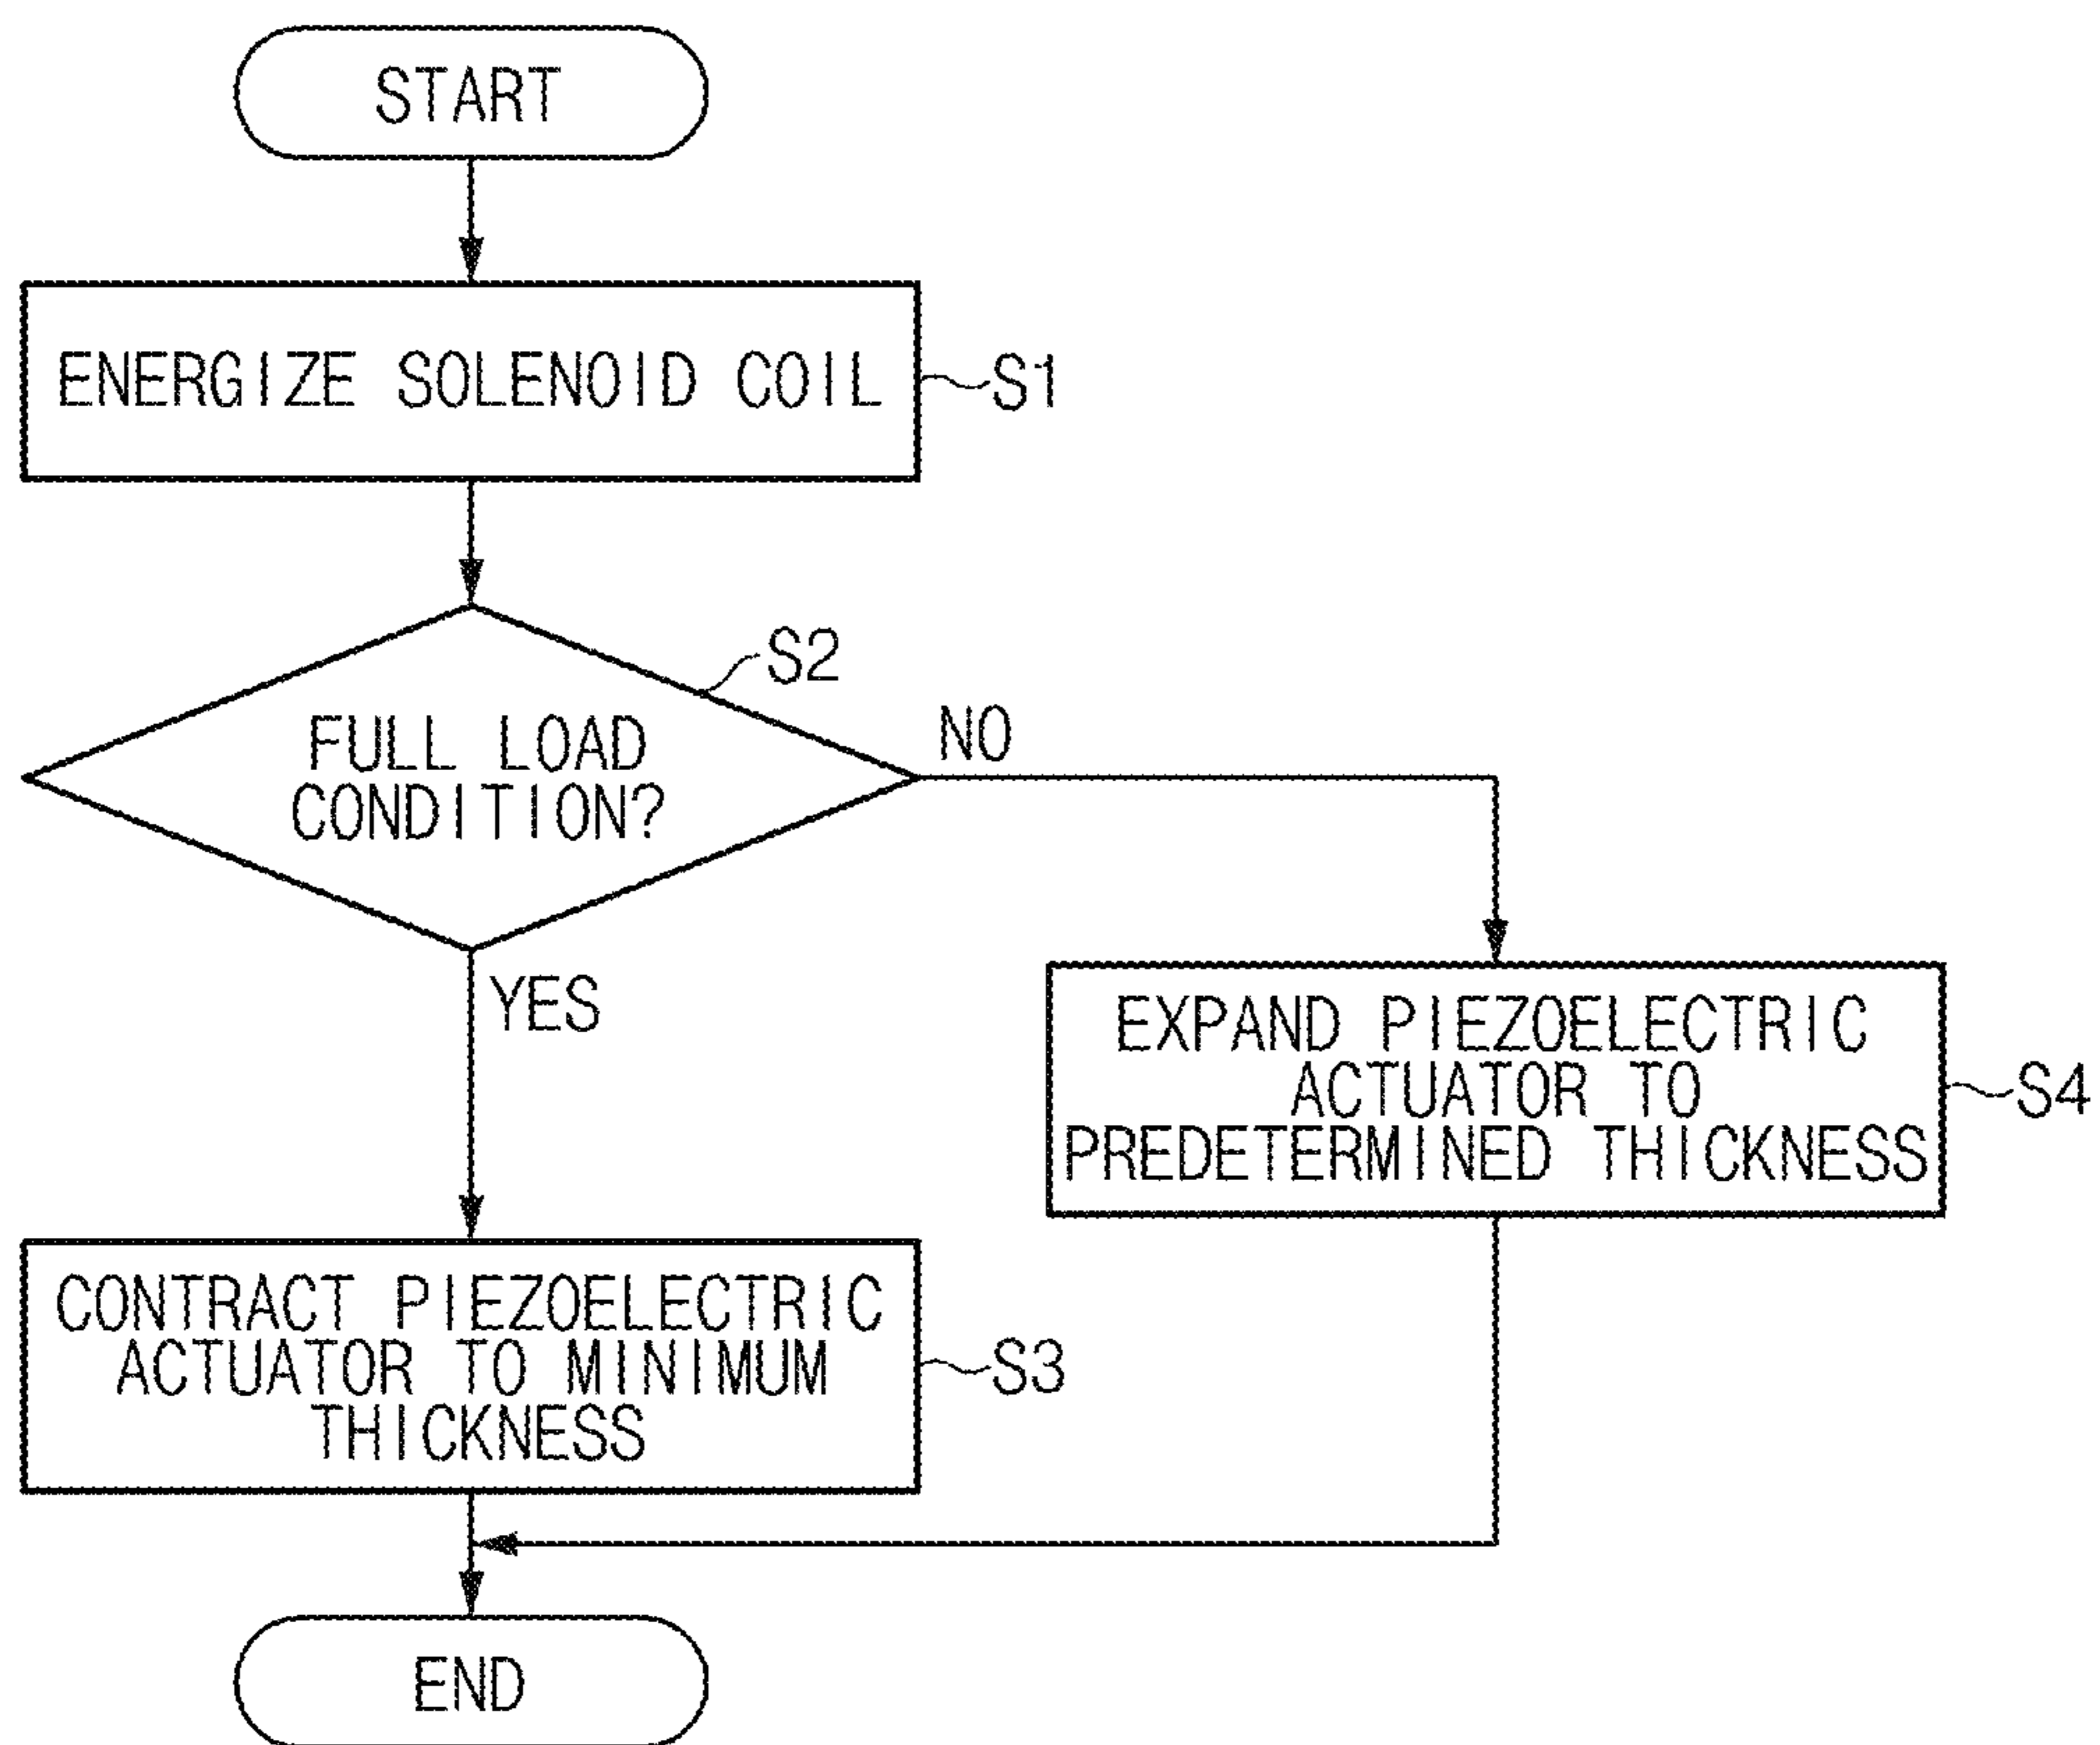 START
ENERGIZE SOLENOID COIL
S1
S2
FULL LOAD
CONDITION?
NO
YES
EXPAND PIEZOELECTRIC
ACTUATOR TO
PREDETERMINED THICKNESS
S4
CONTRACT PIEZOELECTRIC
ACTUATOR TO MINIMUM
THICKNESS
S3
END